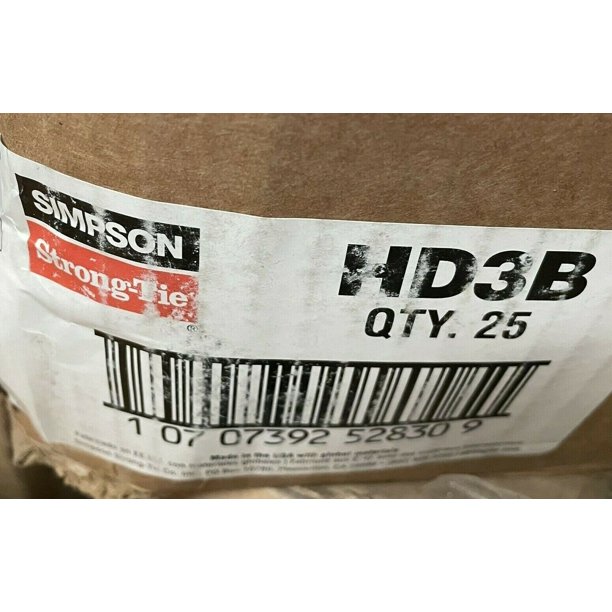 SIMPSON
Strong-Tie
®
HD3B
QTY. 25
1 07 07392 52830 9
Made in the USA with global materials